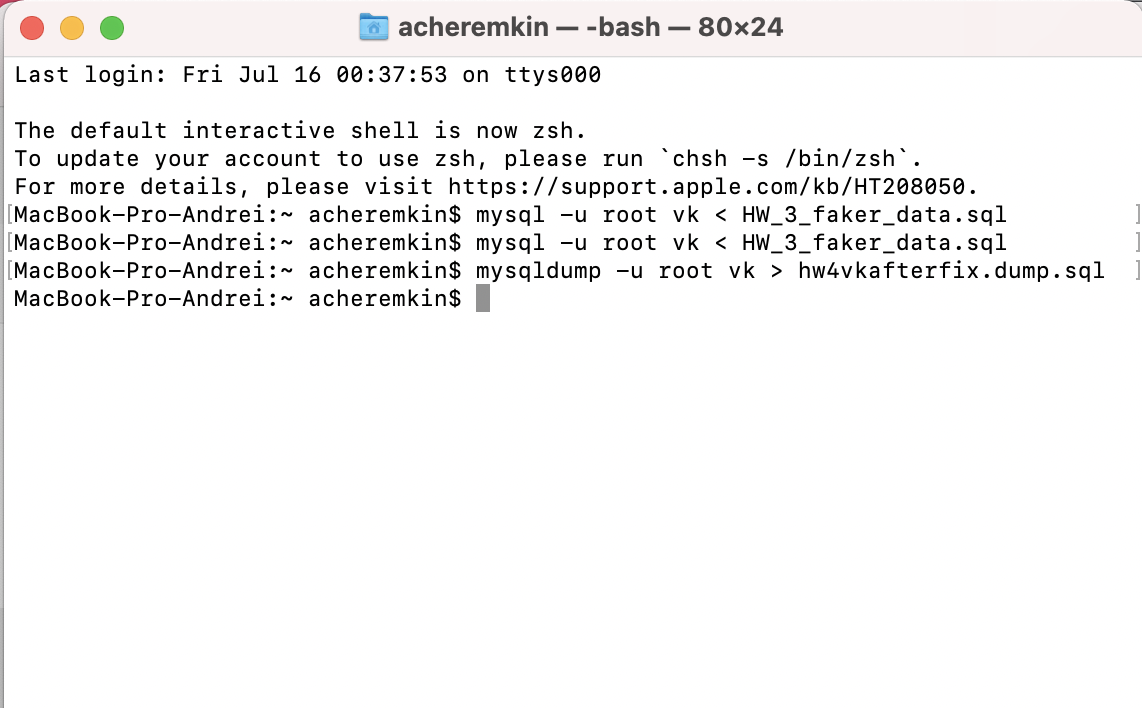 acheremkin — -bash — 80×24
Last login: Fri Jul 16 00:37:53 on ttys000
The default interactive shell is now zsh.
To update your account to use zsh, please run `chsh -s /bin/zsh`.
For more details, please visit https://support.apple.com/kb/HT208050.
[MacBook-Pro-Andrei:~ acheremkin$ mysql -u root vk < HW_3_faker_data.sql ]
[MacBook-Pro-Andrei:~ acheremkin$ mysql -u root vk < HW_3_faker_data.sql ]
[MacBook-Pro-Andrei:~ acheremkin$ mysqldump -u root vk > hw4vkafterfix.dump.sql ]
MacBook-Pro-Andrei:~ acheremkin$